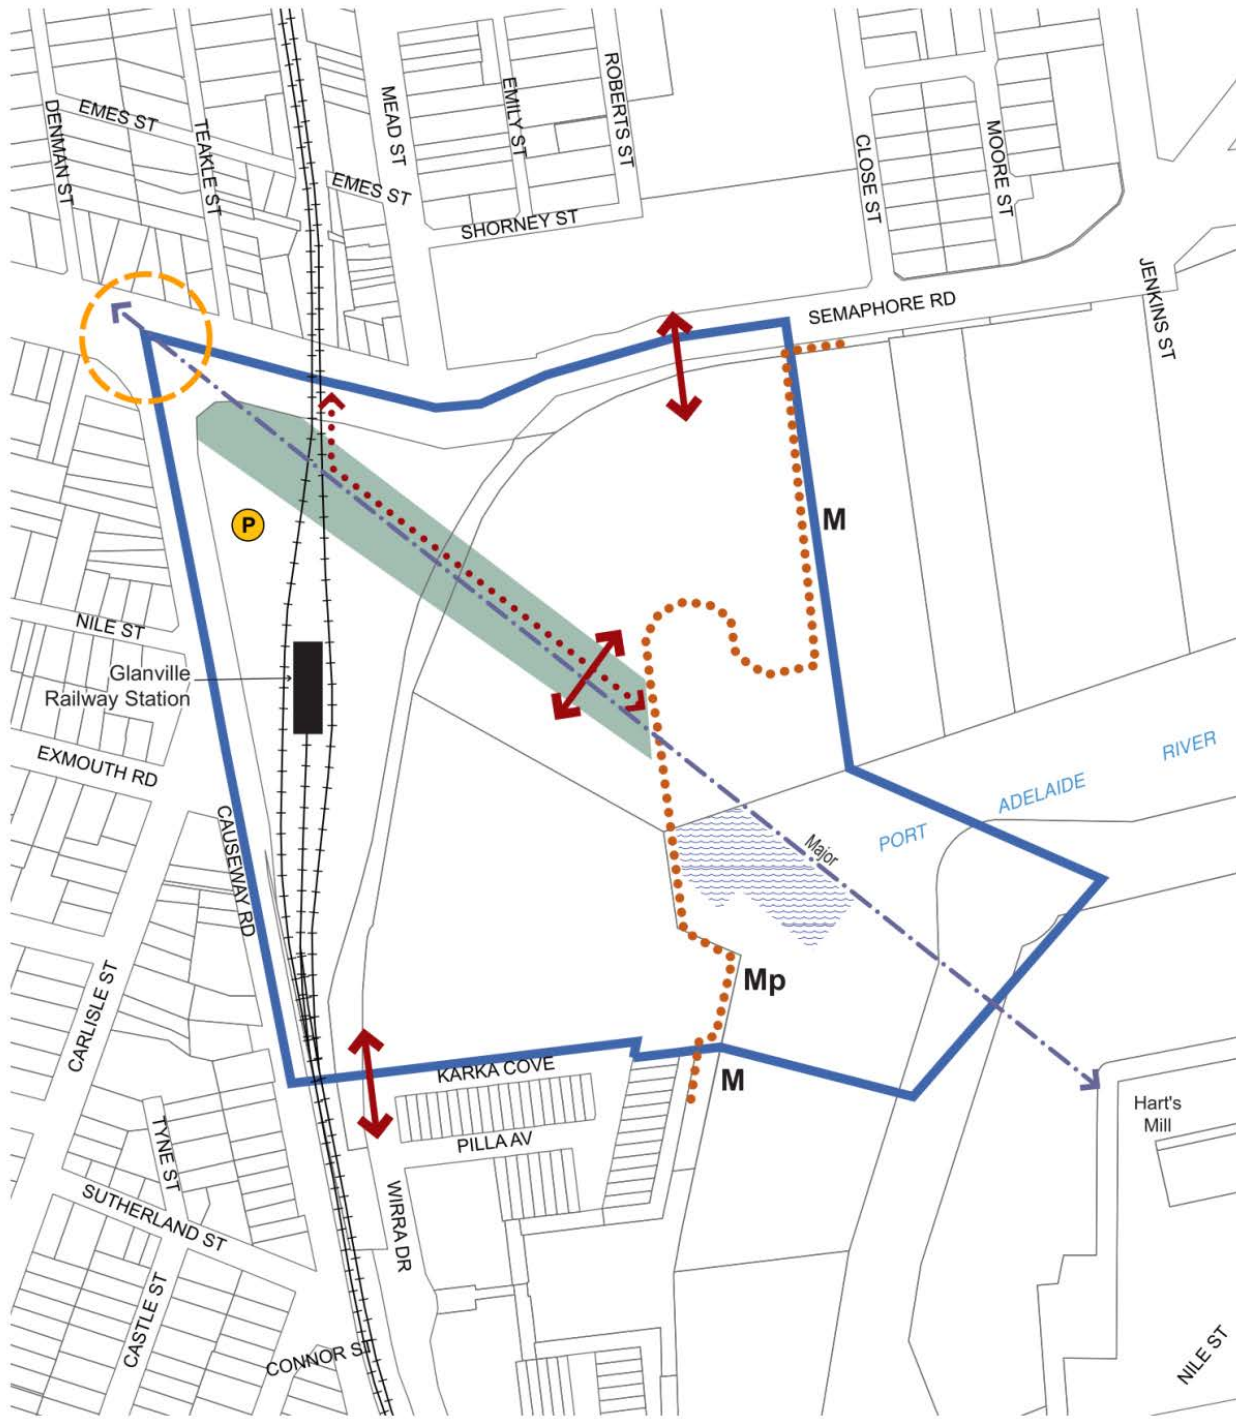 DENMAN ST
EMES ST
TEAKLE ST
MEAD ST
EMES ST
EMILY ST
ROBERTS ST
SHORNEY ST
CLOSE ST
MOORE ST
JENKINS ST
SEMAPHORE RD
P
M
NILE ST
Glanville
Railway Station
EXMOUTH RD
CAUSEWAY RD
RIVER
ADELAIDE
PORT
Major
CARLISLE ST
Mp
KARKA COVE
M
PILLA AV
Hart's
Mill
TYNE ST
SUTHERLAND ST
WIRRA DR
CASTLE ST
CONNOR ST
NILE ST